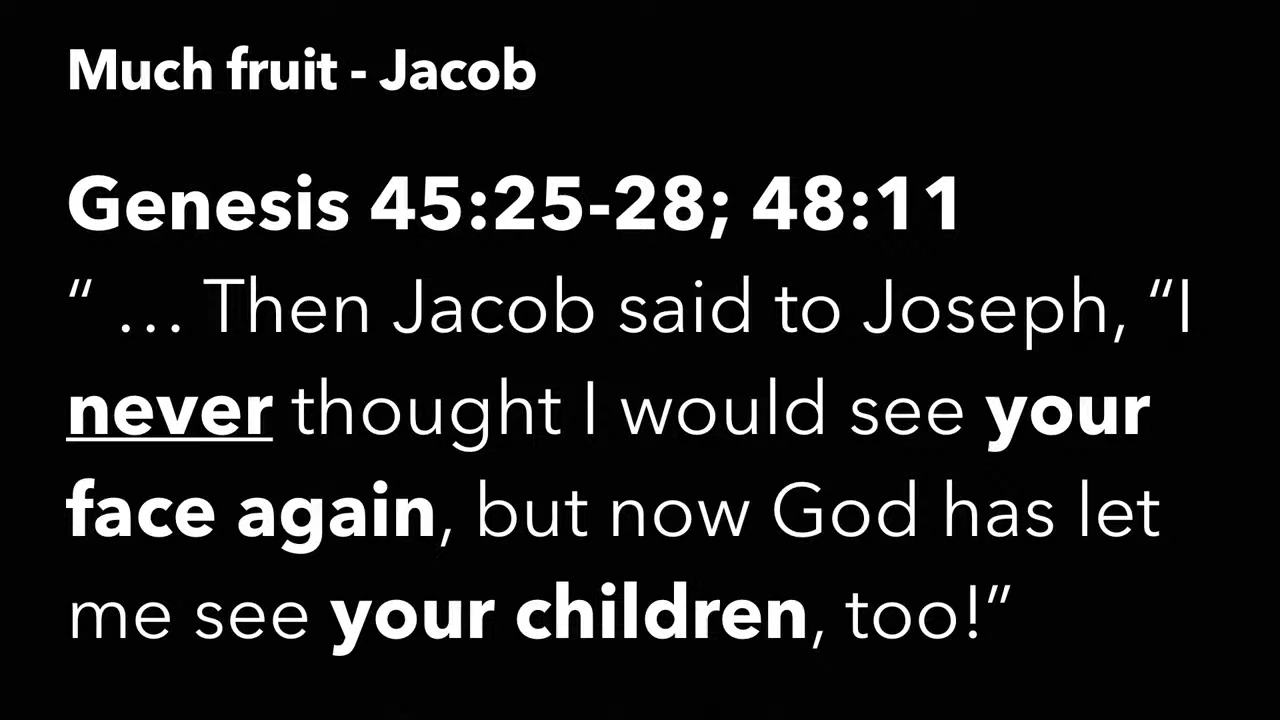 Much fruit - Jacob
Genesis 45:25-28; 48:11
“ … Then Jacob said to Joseph, “I
never thought I would see your
face again, but now God has let
me see your children, too!”